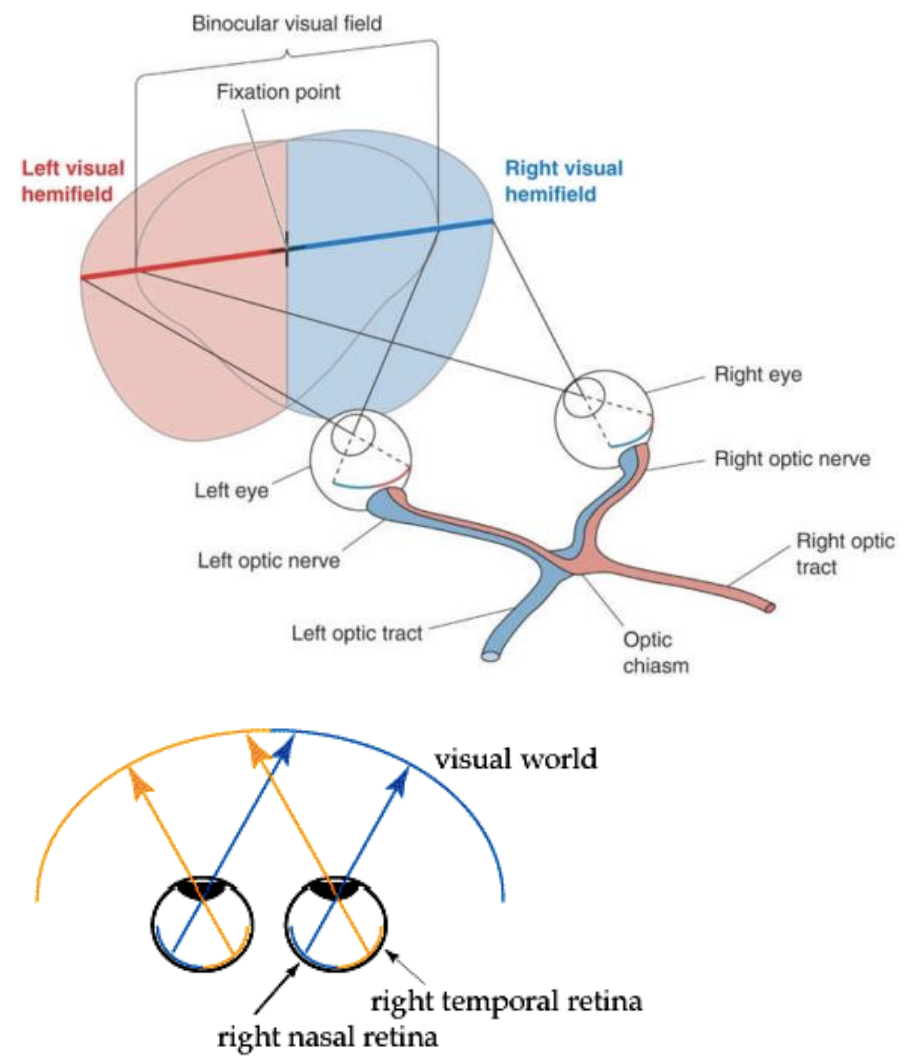 Binocular visual field
Fixation point
Left visual
hemifield
Right visual
hemifield
Right eye
Right optic nerve
Left eye
Left optic nerve
Right optic
tract
Left optic tract
Optic
chiasm
visual world
right temporal retina
right nasal retina